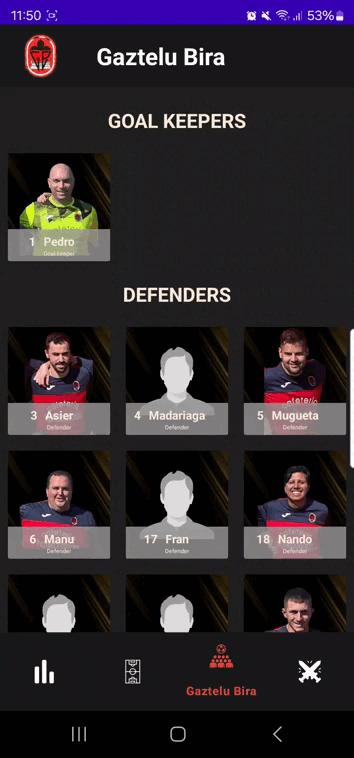 11:50
53%
Gaztelu Bira
GOAL KEEPERS
1 Pedro
Goal keeper
DEFENDERS
3 Asier
Defender
4 Madariaga
Defender
5 Mugueta
Defender
6 Manu
Defender
17 Fran
Defender
18 Nando
Defender
Gaztelu Bira